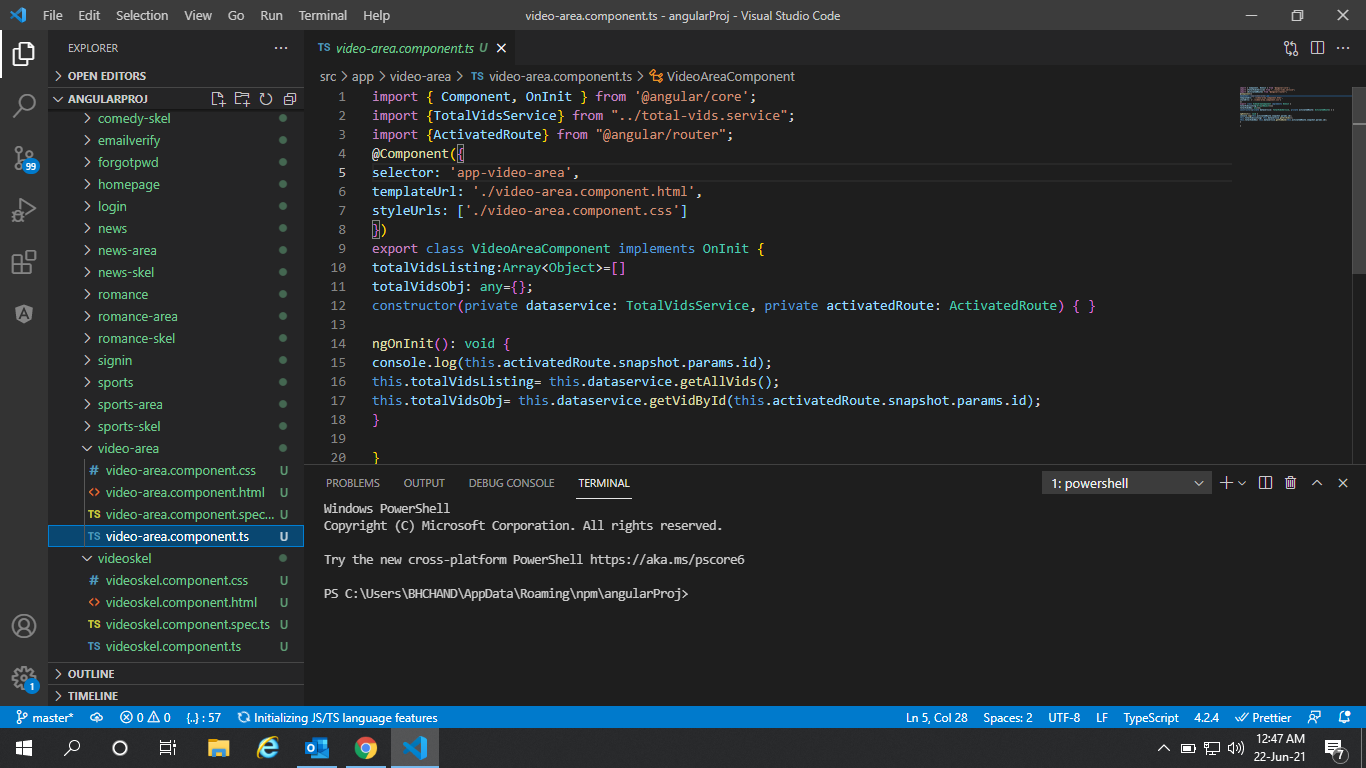 File Edit Selection View Go Run Terminal Help
video-area.component.ts - angularProj - Visual Studio Code
EXPLORER
OPEN EDITORS
ANGULARPROJ
comedy-skel
emailverify
forgotpwd
homepage
login
news
news-area
news-skel
romance
romance-area
romance-skel
signin
sports
sports-area
sports-skel
video-area
# video-area.component.css U
<> video-area.component.html U
TS video-area.component.spec... U
TS video-area.component.ts U
videoskel
# videoskel.component.css U
<> videoskel.component.html U
TS videoskel.component.spec.ts U
TS videoskel.component.ts U
OUTLINE
TIMELINE
99
1
TS video-area.component.ts U
src > app > video-area > TS video-area.component.ts > VideoAreaComponent
1 import { Component, OnInit } from '@angular/core';
2 import {TotalVidsService} from "../total-vids.service";
3 import {ActivatedRoute} from "@angular/router";
4 @Component({
5 selector: 'app-video-area',
6 templateUrl: './video-area.component.html',
7 styleUrls: ['./video-area.component.css']
8 })
9 export class VideoAreaComponent implements OnInit {
10 totalVidsListing:Array<Object>=[]
11 totalVidsObj: any={};
12 constructor(private dataservice: TotalVidsService, private activatedRoute: ActivatedRoute) { }
13
14 ngOnInit(): void {
15 console.log(this.activatedRoute.snapshot.params.id);
16 this.totalVidsListing= this.dataservice.getAllVids();
17 this.totalVidsObj= this.dataservice.getVidById(this.activatedRoute.snapshot.params.id);
18 }
19
20 }
PROBLEMS OUTPUT DEBUG CONSOLE TERMINAL
1: powershell
Windows PowerShell
Copyright (C) Microsoft Corporation. All rights reserved.
Try the new cross-platform PowerShell https://aka.ms/pscore6
PS C:\Users\BHCHAND\AppData\Roaming\npm\angularProj>
master* 0 0 {..} : 57 Initializing JS/TS language features
Ln 5, Col 28 Spaces: 2 UTF-8 LF TypeScript 4.2.4 Prettier
12:47 AM
22-Jun-21
7